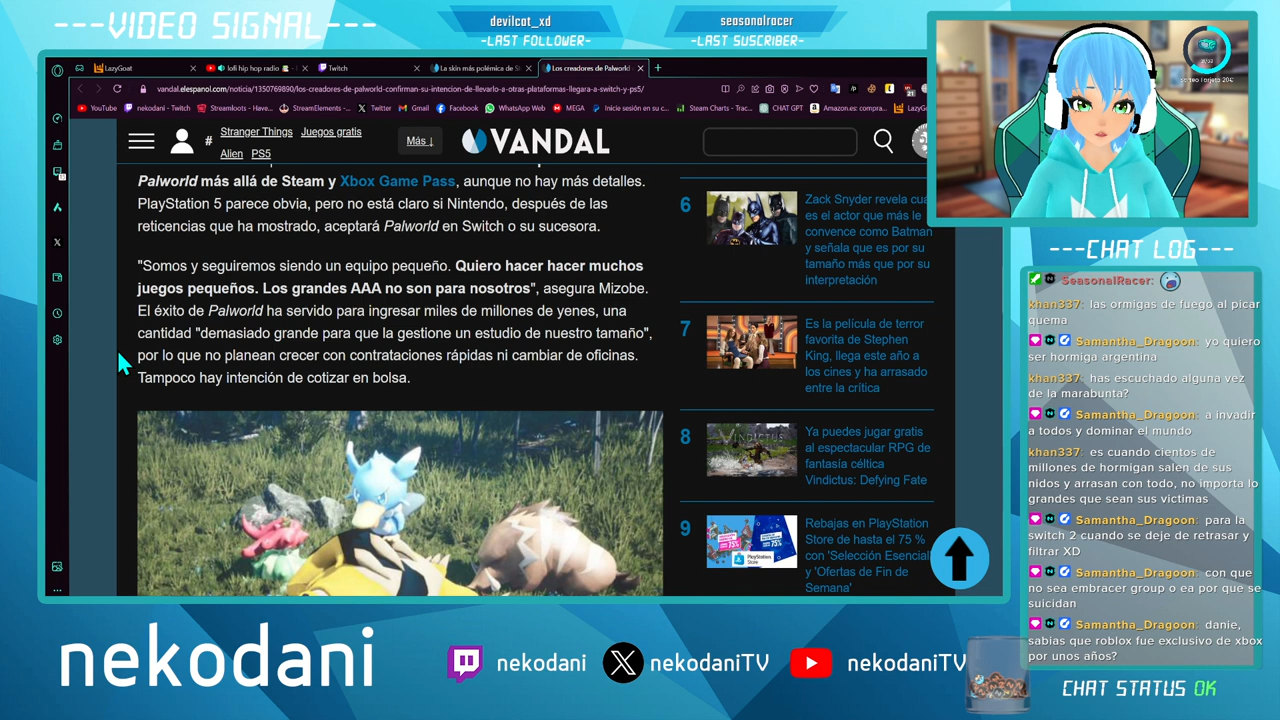 ---VIDEO SIGNAL---
devilcat_xd
-LAST FOLLOWER-
seasonalracer
-LAST SUSCRIBER-
LazyGoat
lofi hip hop radio
Twitch
La skin más polémica de S
Los creadores de Palworld
vandal.elespanol.com/noticia/1350769890/los-creadores-de-palworld-confirman-su-intencion-de-llevarlo-a-otras-plataformas-llegara-a-switch-y-ps5/
YouTube
nekodani - Twitch
Streamloots - Have...
StreamElements -...
Twitter
Gmail
Facebook
WhatsApp Web
MEGA
Inicie sesión en su c...
Steam Charts - Trac...
CHAT GPT
Amazon.es: compra...
# Stranger Things Juegos gratis
Alien PS5
Más ↓
VANDAL
Palworld más allá de Steam y Xbox Game Pass, aunque no hay más detalles.
PlayStation 5 parece obvia, pero no está claro si Nintendo, después de las
reticencias que ha mostrado, aceptará Palworld en Switch o su sucesora.
"Somos y seguiremos siendo un equipo pequeño. Quiero hacer hacer muchos
juegos pequeños. Los grandes AAA no son para nosotros", asegura Mizobe.
El éxito de Palworld ha servido para ingresar miles de millones de yenes, una
cantidad "demasiado grande para que la gestione un estudio de nuestro tamaño",
por lo que no planean crecer con contrataciones rápidas ni cambiar de oficinas.
Tampoco hay intención de cotizar en bolsa.
6
Zack Snyder revela cuá
es el actor que más le
convence como Batman
y señala que es por su
tamaño más que por su
interpretación
7
Es la película de terror
favorita de Stephen
King, llega este año a
los cines y ha arrasado
entre la crítica
8
Ya puedes jugar gratis
al espectacular RPG de
fantasía céltica
Vindictus: Defying Fate
VINDICTUS
9
Rebajas en PlayStation
Store de hasta el 75 %
con 'Selección Esencial
y 'Ofertas de Fin de
Semana'
sorteo tarjeta 20€
---CHAT LOG---
SeasonalRacer:
khan337: las ormigas de fuego al picar
quema
Samantha_Dragoon: yo quiero
ser hormiga argentina
khan337: has escuchado alguna vez
de la marabunta?
Samantha_Dragoon: a invadir
a todos y dominar el mundo
khan337: es cuando cientos de
millones de hormigan salen de sus
nidos y arrasan con todo, no importa lo
grandes que sean sus victimas
Samantha_Dragoon: para la
switch 2 cuando se deje de retrasar y
filtrar XD
Samantha_Dragoon: con que
no sea embracer group o ea por que se
suicidan
Samantha_Dragoon: danie,
sabias que roblox fue exclusivo de xbox
por unos años?
CHAT STATUS OK
nekodani
nekodani
nekodaniTV
nekodaniTV